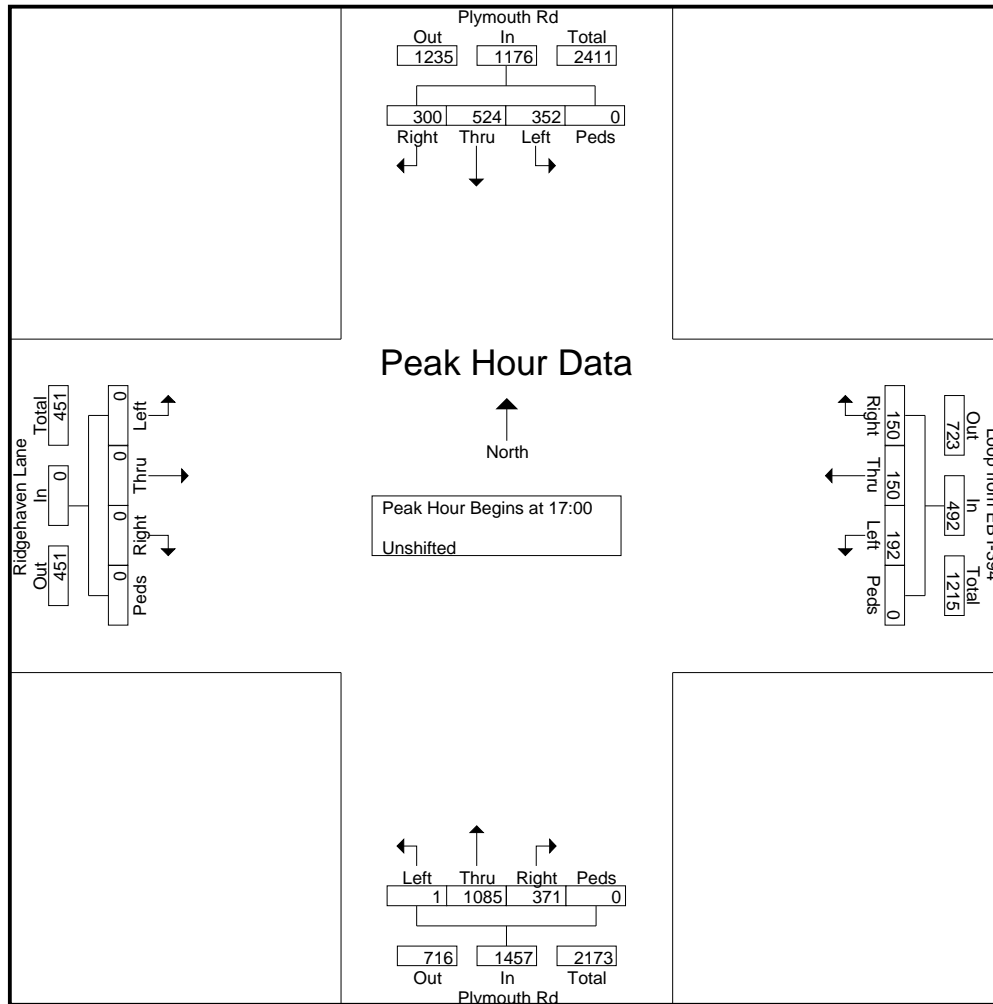 Plymouth Rd
Out In Total
1235 1176 2411
300 524 352 0
Right Thru Left Peds
Peak Hour Data
North
Peak Hour Begins at 17:00
Unshifted
Ridgehaven Lane
Out In Total
451 0 451
0 0 0 0
Left Thru Right Peds
Right Thru Left Peds
150 150 192 0
723 492 1215
Out In Total
Left Thru Right Peds
1 1085 371 0
716 1457 2173
Out In Total
Plymouth Rd